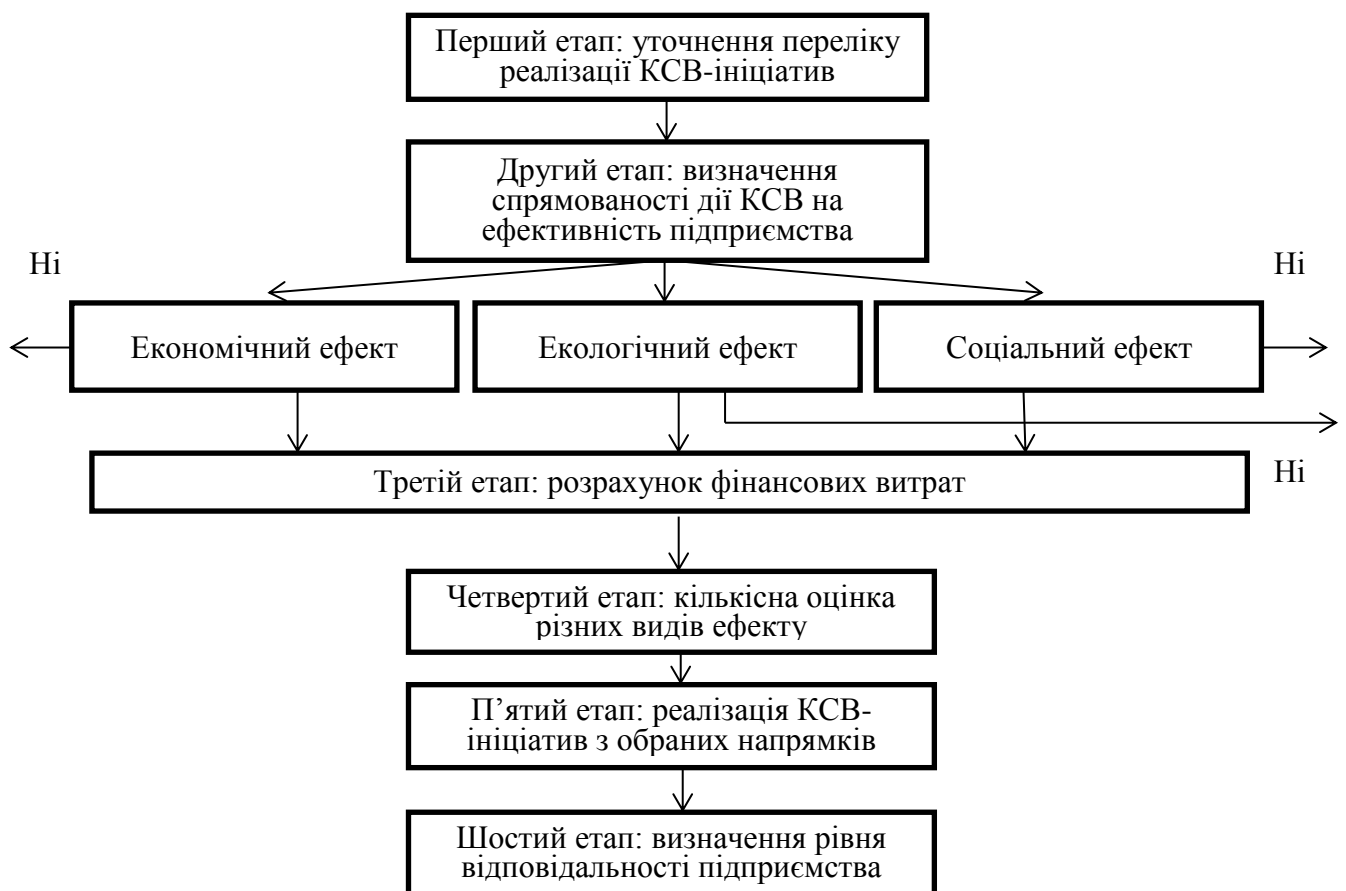 Перший етап: уточнення переліку
реалізації КСВ-ініціатив
Другий етап: визначення
спрямованості дії КСВ на
ефективність підприємства
Ні
Ні
Економічний ефект
Екологічний ефект
Соціальний ефект
Третій етап: розрахунок фінансових витрат
Ні
Четвертий етап: кількісна оцінка
різних видів ефекту
П’ятий етап: реалізація КСВ-
ініціатив з обраних напрямків
Шостий етап: визначення рівня
відповідальності підприємства